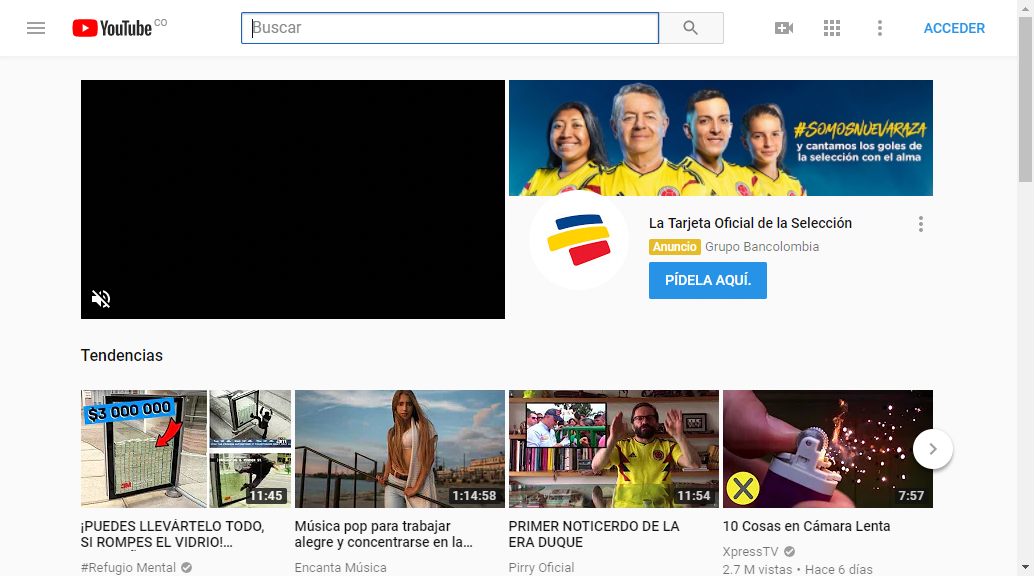 YouTube CO
Buscar
ACCEDER
#SOMOSNUEVARAZA
y cantamos los goles de
la selección con el alma
La Tarjeta Oficial de la Selección
Anuncio Grupo Bancolombia
PÍDELA AQUÍ.
Tendencias
$3 000 000
3M
11:45
1:14:58
11:54
7:57
¡PUEDES LLEVÁRTELO TODO,
SI ROMPES EL VIDRIO!...
#Refugio Mental
Música pop para trabajar
alegre y concentrarse en la...
Encanta Música
PRIMER NOTICERDO DE LA
ERA DUQUE
Pirry Oficial
10 Cosas en Cámara Lenta
XpressTV
2.7 M vistas • Hace 6 días